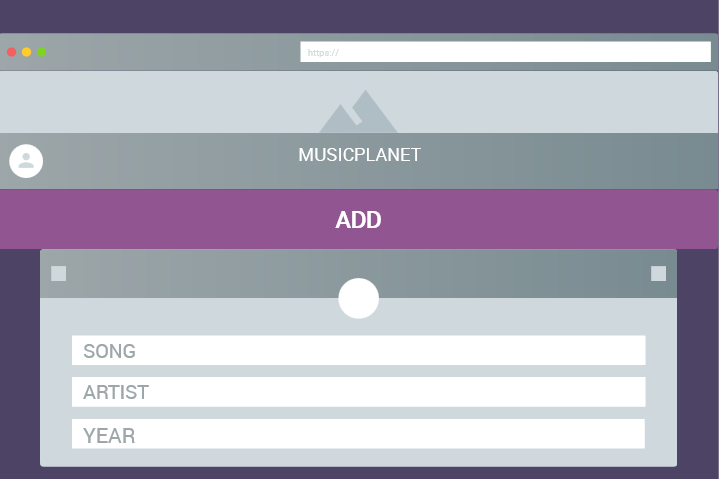 https://
MUSICPLANET
ADD
SONG
ARTIST
YEAR